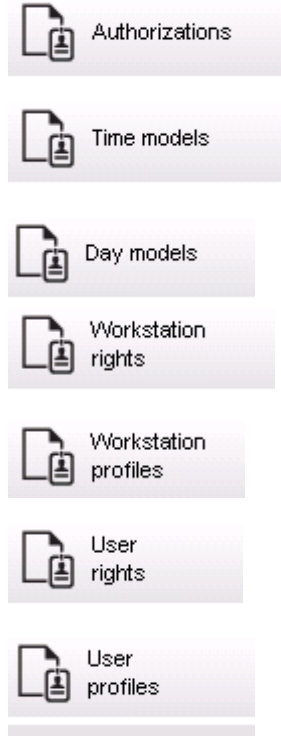 Authorizations
Time models
Day models
Workstation
rights
Workstation
profiles
User
rights
User
profiles